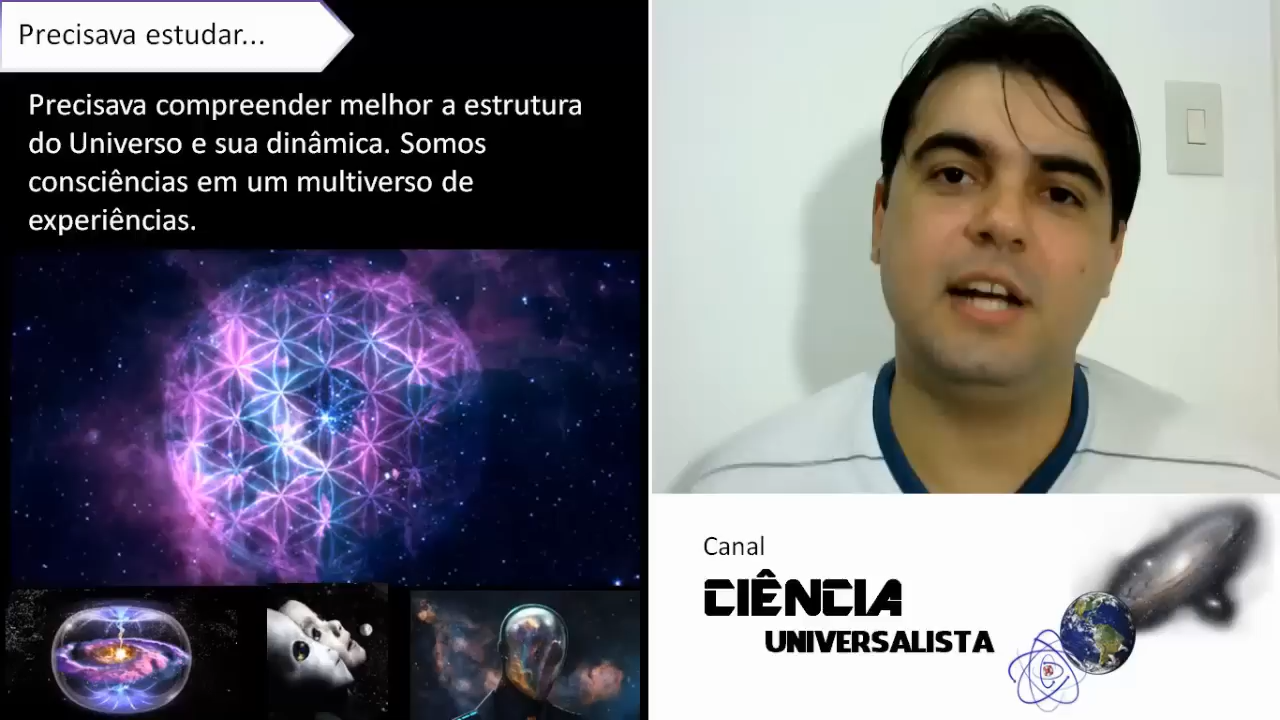 Precisava estudar...
Precisava compreender melhor a estrutura
do Universo e sua dinâmica. Somos
consciências em um multiverso de
experiências.
Canal
CIÊNCIA
UNIVERSALISTA